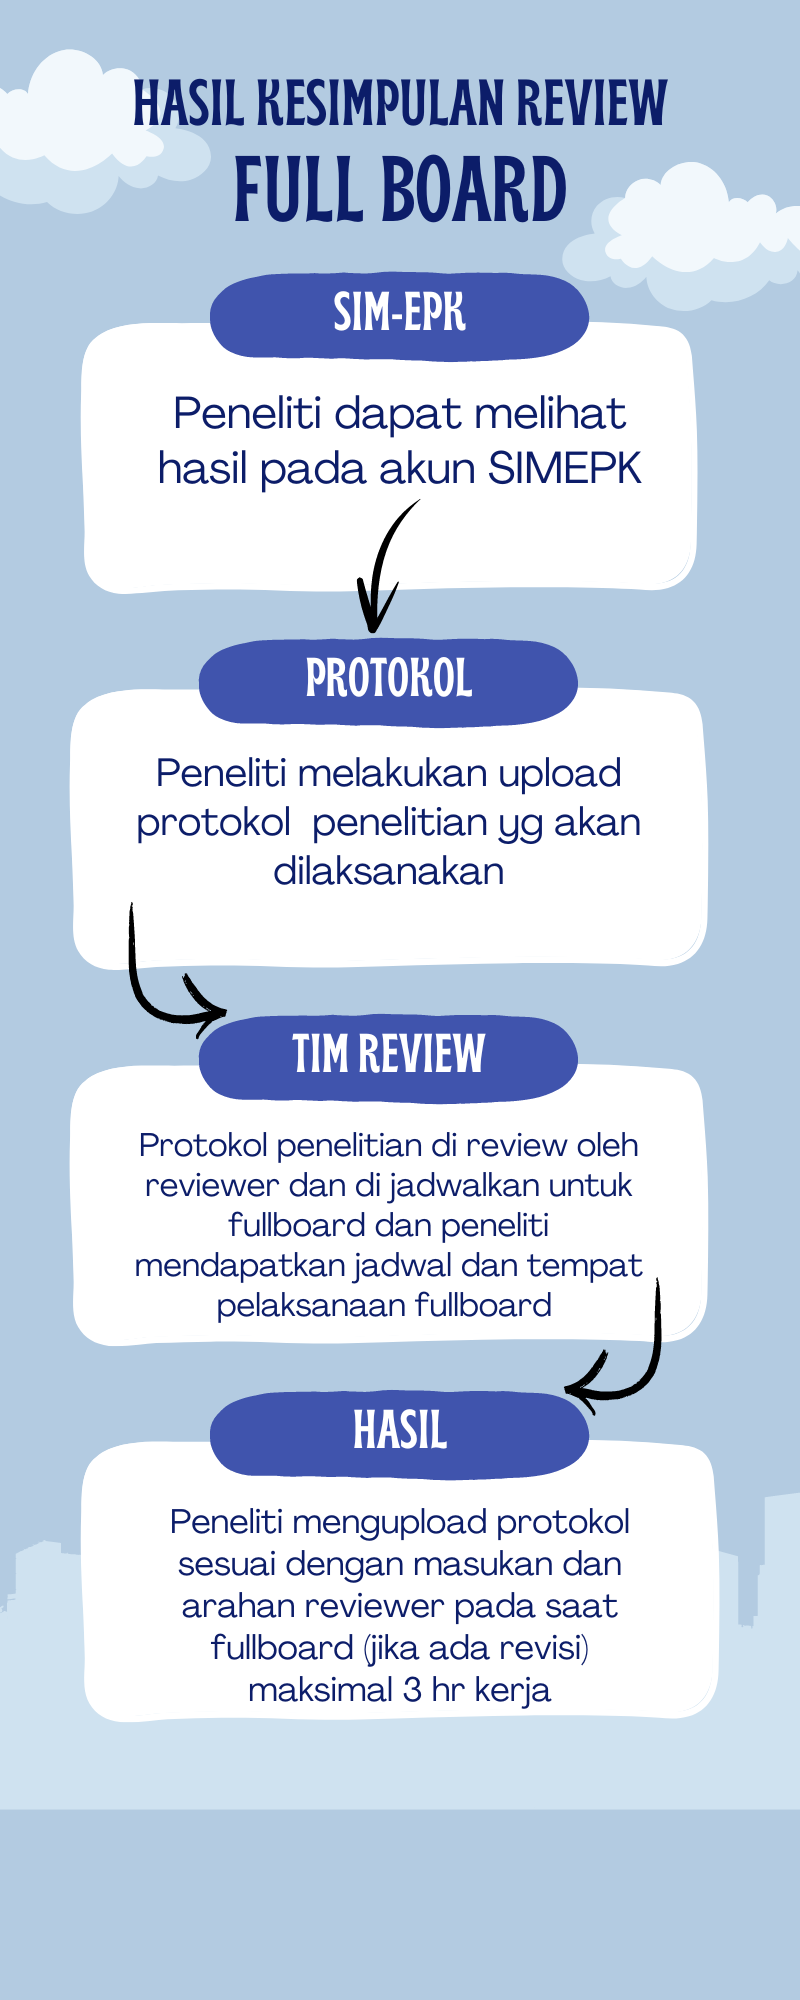 HASIL KESIMPULAN REVIEW
FULL BOARD
SIM-EPK
Peneliti dapat melihat
hasil pada akun SIMEPK
PROTOKOL
Peneliti melakukan upload
protokol  penelitian yg akan
dilaksanakan
TIM REVIEW
Protokol penelitian di review oleh
reviewer dan di jadwalkan untuk
fullboard dan peneliti
mendapatkan jadwal dan tempat
pelaksanaan fullboard
HASIL
Peneliti mengupload protokol
sesuai dengan masukan dan
arahan reviewer pada saat
fullboard (jika ada revisi)
maksimal 3 hr kerja